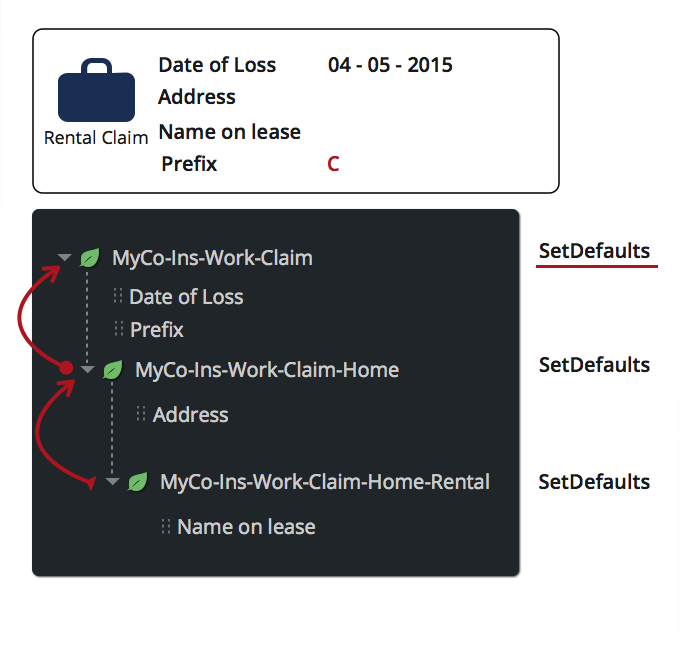 Date of Loss 04 - 05 - 2015
Address
Rental Claim Name on lease
Prefix C
MyCo-Ins-Work-Claim SetDefaults
Date of Loss
Prefix
MyCo-Ins-Work-Claim-Home SetDefaults
Address
MyCo-Ins-Work-Claim-Home-Rental SetDefaults
Name on lease